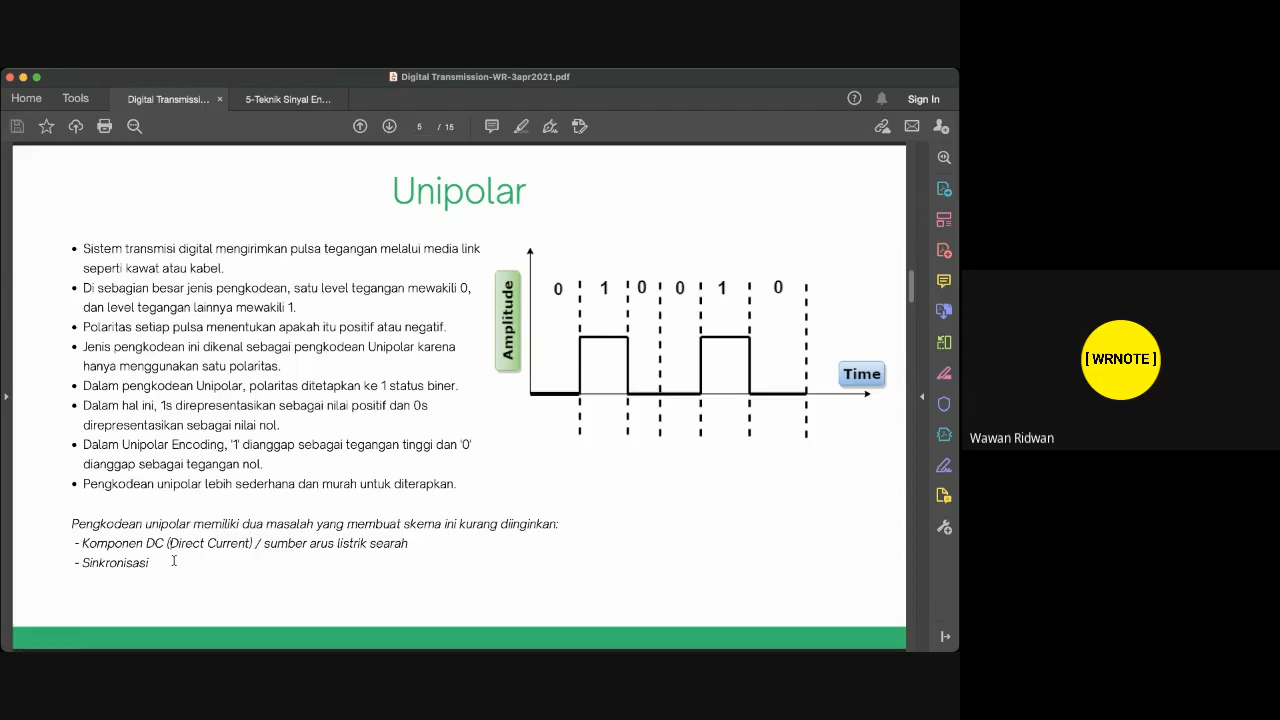 Digital Transmission-WR-3apr2021.pdf
Home Tools Digital Transmissi... × 5-Teknik Sinyal En... Sign In
5 / 15
Unipolar
• Sistem transmisi digital mengirimkan pulsa tegangan melalui media link
seperti kawat atau kabel.
• Di sebagian besar jenis pengkodean, satu level tegangan mewakili 0,
dan level tegangan lainnya mewakili 1.
• Polaritas setiap pulsa menentukan apakah itu positif atau negatif.
• Jenis pengkodean ini dikenal sebagai pengkodean Unipolar karena
hanya menggunakan satu polaritas.
• Dalam pengkodean Unipolar, polaritas ditetapkan ke 1 status biner.
• Dalam hal ini, 1s direpresentasikan sebagai nilai positif dan 0s
direpresentasikan sebagai nilai nol.
• Dalam Unipolar Encoding, '1' dianggap sebagai tegangan tinggi dan '0'
dianggap sebagai tegangan nol.
• Pengkodean unipolar lebih sederhana dan murah untuk diterapkan.
Pengkodean unipolar memiliki dua masalah yang membuat skema ini kurang diinginkan:
- Komponen DC (Direct Current) / sumber arus listrik searah
- Sinkronisasi
Amplitude
0 1 0 0 1 0
Time
[ WRNOTE ]
Wawan Ridwan